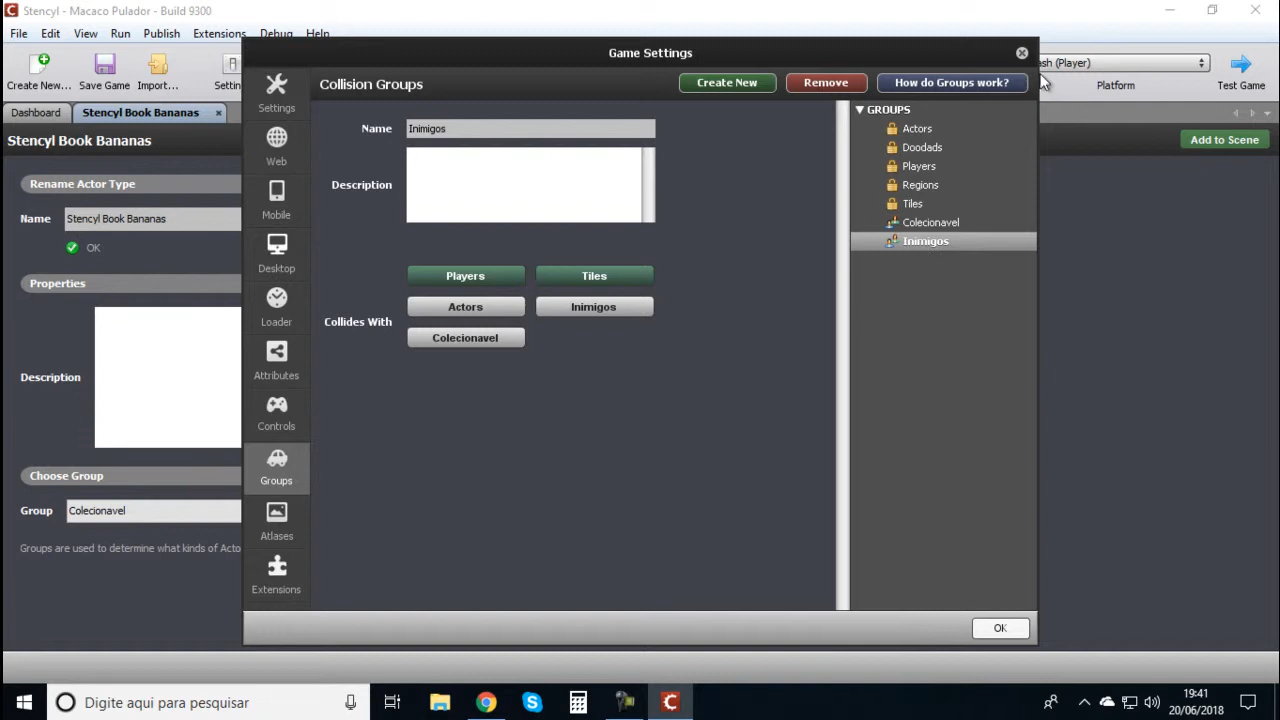 Stencyl - Macaco Pulador - Build 9300
File Edit View Run Publish Extensions Debug Help
Create New... Save Game Import...
ash (Player)
Platform
Test Game
Dashboard
Stencyl Book Bananas
Stencyl Book Bananas
Add to Scene
Rename Actor Type
Name Stencyl Book Bananas
OK
Properties
Description
Choose Group
Group Colecionavel
Groups are used to determine what kinds of Acto
Game Settings
Settings
Web
Mobile
Desktop
Loader
Attributes
Controls
Groups
Atlases
Extensions
Collision Groups
Create New
Remove
How do Groups work?
Name Inimigos
Description
Collides With
Players Tiles
Actors Inimigos
Colecionavel
GROUPS
Actors
Doodads
Players
Regions
Tiles
Colecionavel
Inimigos
OK
Digite aqui para pesquisar
19:41
20/06/2018